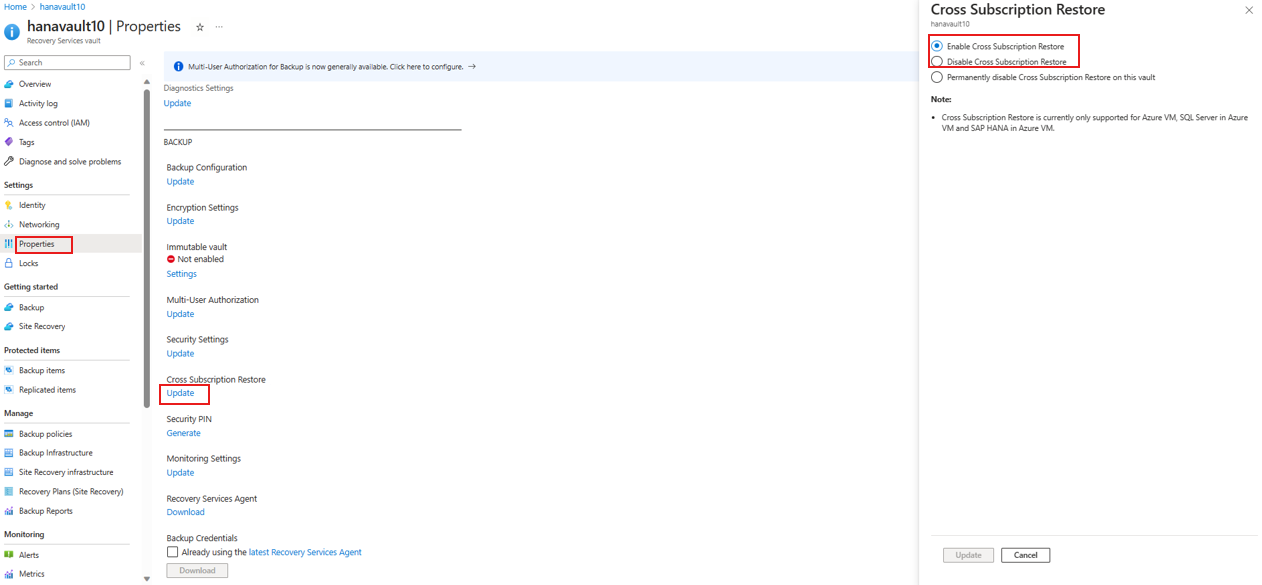 Home > hanavault10
hanavault10 | Properties
Recovery Services vault
Search
Overview
Activity log
Access control (IAM)
Tags
Diagnose and solve problems
Settings
Identity
Networking
Properties
Locks
Getting started
Backup
Site Recovery
Protected items
Backup items
Replicated items
Manage
Backup policies
Backup Infrastructure
Site Recovery infrastructure
Recovery Plans (Site Recovery)
Backup Reports
Monitoring
Alerts
Metrics
Multi-User Authorization for Backup is now generally available. Click here to configure. →
Diagnostics Settings
Update
BACKUP
Backup Configuration
Update
Encryption Settings
Update
Immutable vault
Not enabled
Settings
Multi-User Authorization
Update
Security Settings
Update
Cross Subscription Restore
Update
Security PIN
Generate
Monitoring Settings
Update
Recovery Services Agent
Download
Backup Credentials
Already using the latest Recovery Services Agent
Download
Cross Subscription Restore
hanavault10
Enable Cross Subscription Restore
Disable Cross Subscription Restore
Permanently disable Cross Subscription Restore on this vault
Note:
• Cross Subscription Restore is currently only supported for Azure VM, SQL Server in Azure
VM and SAP HANA in Azure VM.
Update
Cancel